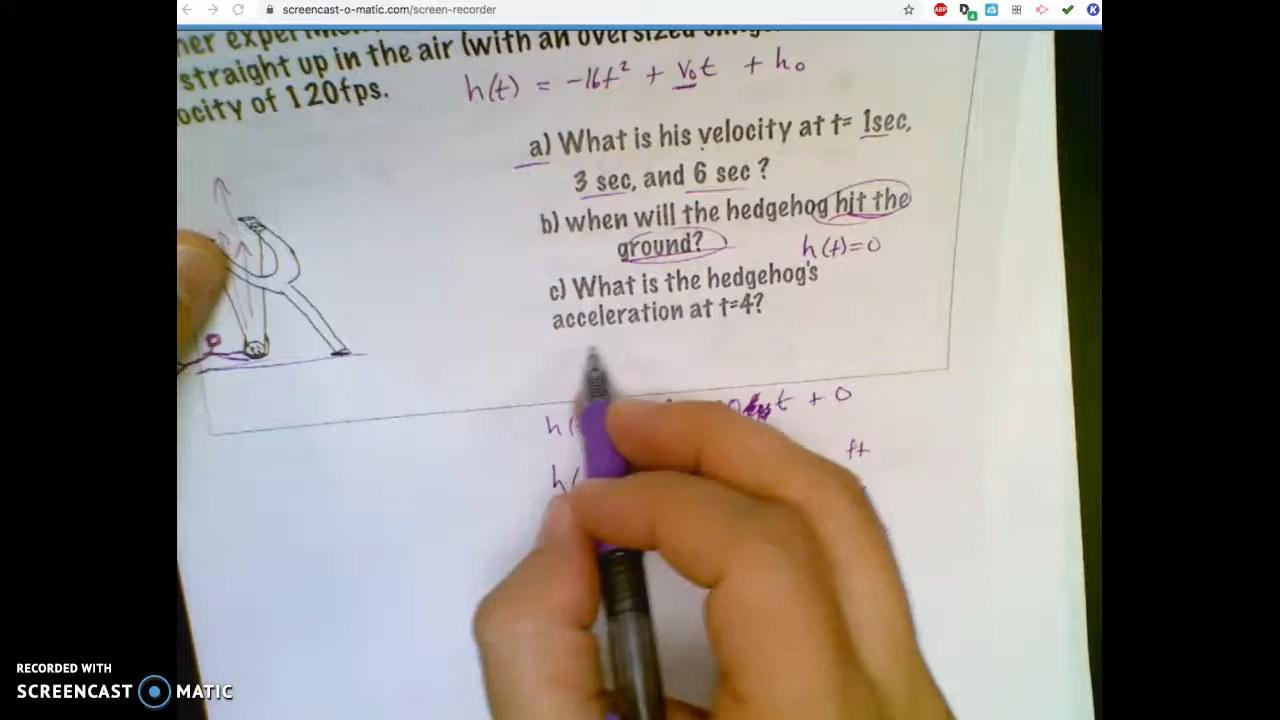 screencast-o-matic.com/screen-recorder
ABP
4
K
straight up in the air (with an oversized
h(t) = -16t² + v₀t + h₀
ocity of 120fps.
a) What is his velocity at t= 1sec,
3 sec, and 6 sec ?
b) when will the hedgehog hit the
ground?
h(t)=0
c) What is the hedgehog's
acceleration at t=4?
t + 0
ft
RECORDED WITH
SCREENCAST O MATIC